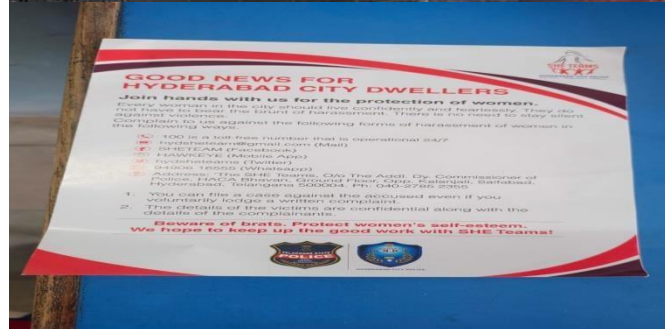 SHE TEAMS
GOOD NEWS FOR
HYDERABAD CITY DWELLERS
Join hands with us for the protection of women.
Every woman in the city should live confidently and fearlessly. They do
not have to bear the brunt of harassment. There is no need to stay silent
against violence.
Complain to us against the following forms of harassment of women in
the following ways.
100 is a toll-free number that is operational 24/7
hydsheteam@gmail.com (Mail)
SHETEAM (Facebook)
HAWKEYE (Mobile App)
hydsheteams (Twitter)
(Whatsapp)
Address: "The SHE Teams, O/o The Addl. Dy. Commissioner of
Police, HACA Bhavan, Ground Floor, Opp. Kalanjali, Saifabad,
Hyderabad, Telangana 500004. Ph: 040-2785 2355
1. You can file a case against the accused even if you
voluntarily lodge a written complaint.
2. The details of the victims are confidential along with the
details of the complainants.
Beware of brats. Protect women's self-esteem.
We hope to keep up the good work with SHE Teams!
TELANGANA STATE
POLICE